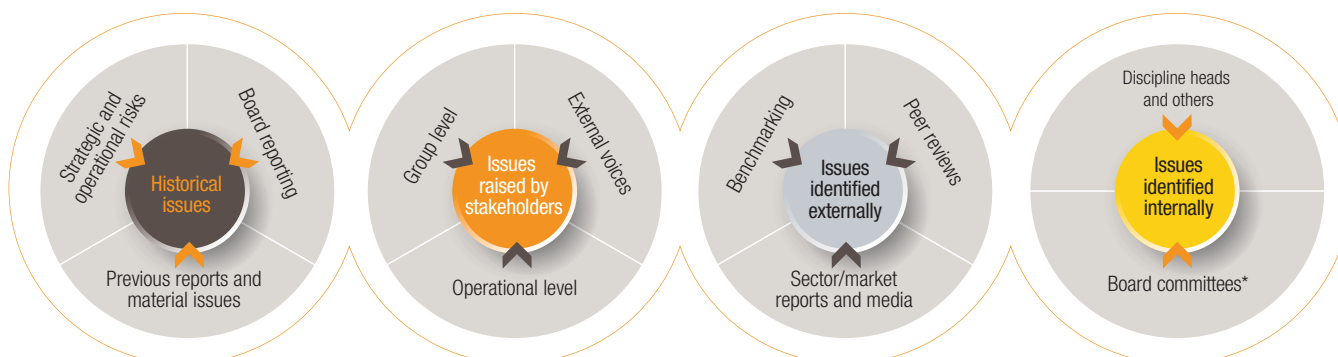 Strategic and
operational risks
Board reporting
Historical
issues
Previous reports and
material issues
Group level
External voices
Issues
raised by
stakeholders
Operational level
Benchmarking
Peer reviews
Issues
identified
externally
Sector/market
reports and media
Discipline heads
and others
Issues
identified
internally
Board committees*